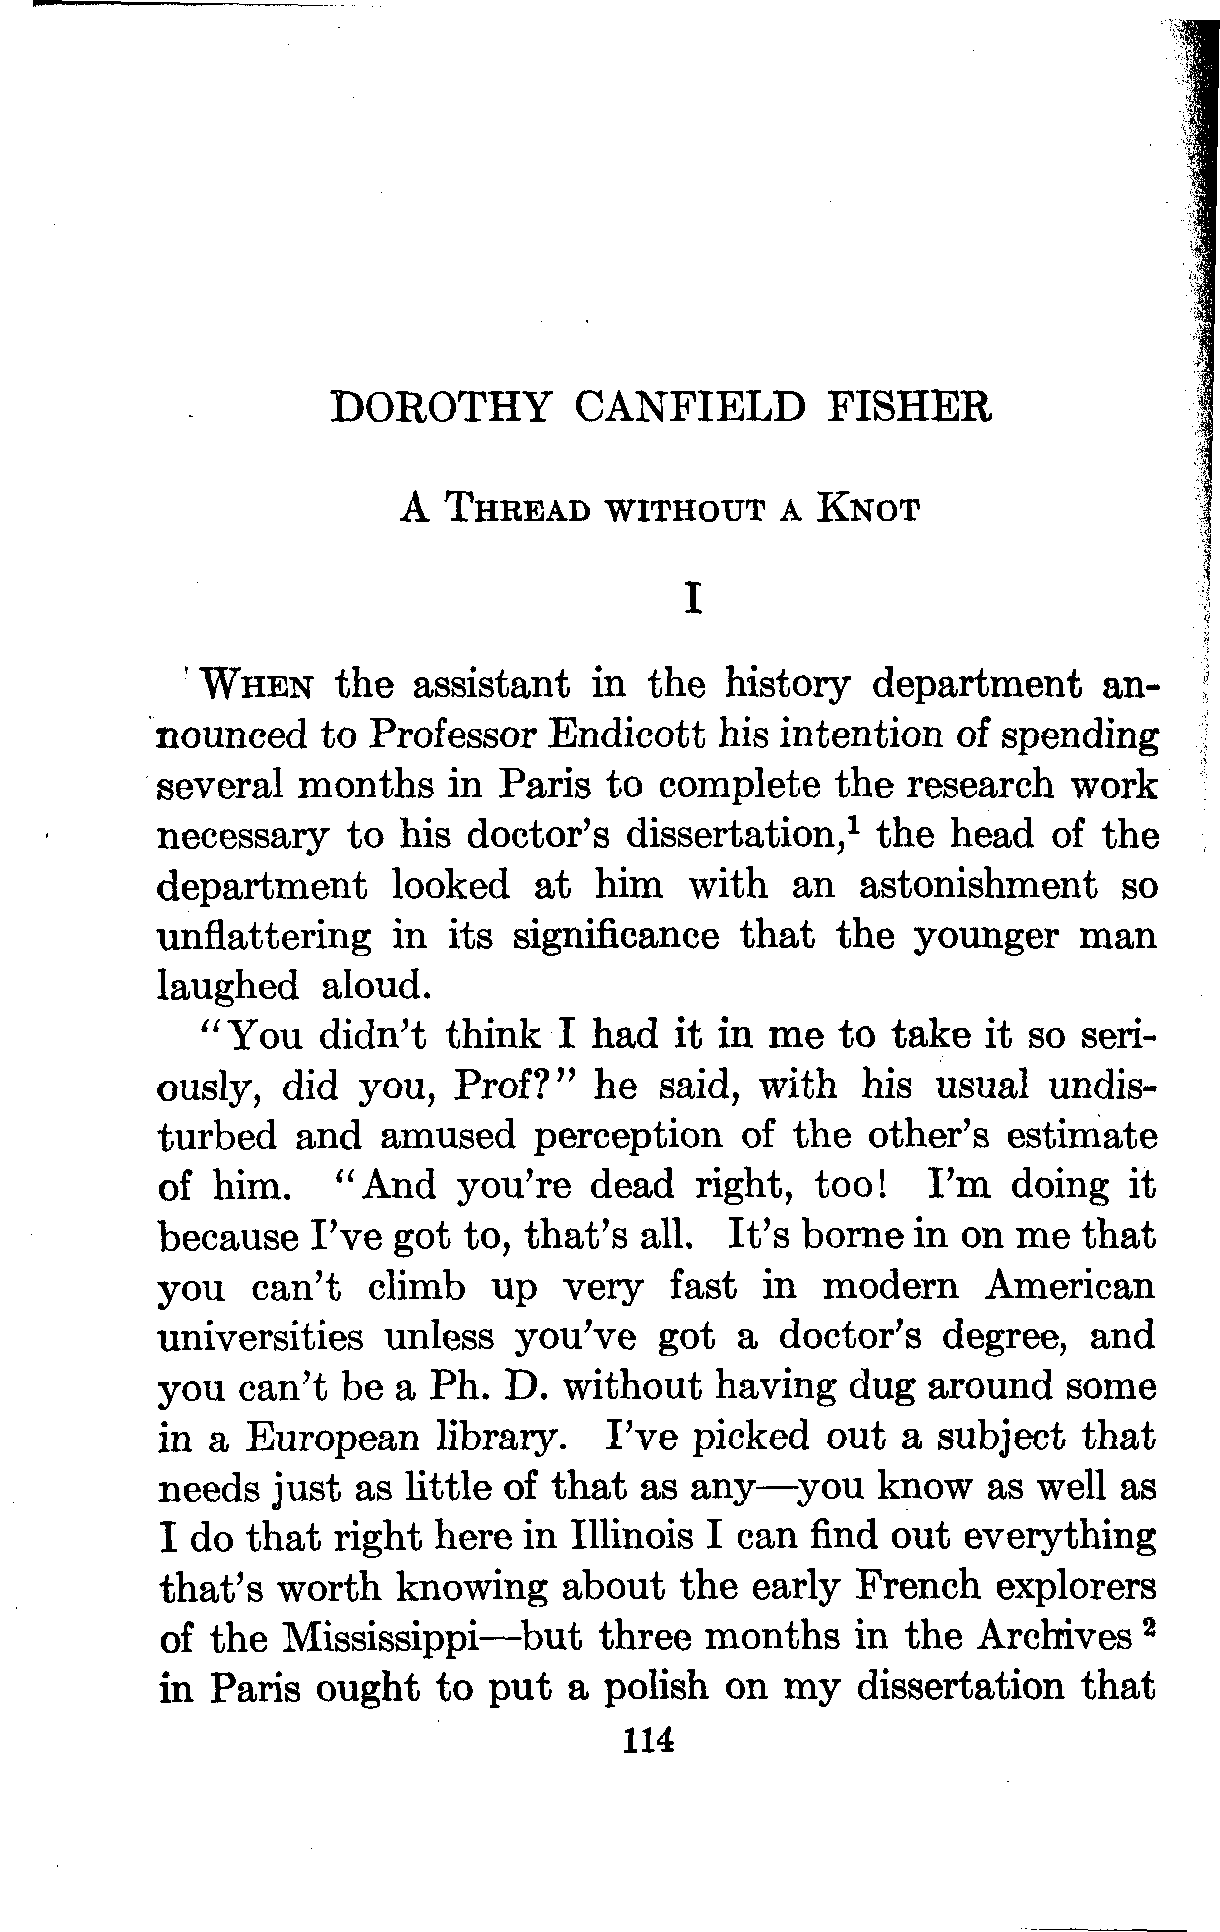 DOROTHY CANFIELD FISHER
A THREAD WITHOUT A KNOT
I
WHEN the assistant in the history department an-
nounced to Professor Endicott his intention of spending
several months in Paris to complete the research work
necessary to his doctor's dissertation,¹ the head of the
department looked at him with an astonishment so
unflattering in its significance that the younger man
laughed aloud.
"You didn't think I had it in me to take it so seri-
ously, did you, Prof?" he said, with his usual undis-
turbed and amused perception of the other's estimate
of him. "And you're dead right, too! I'm doing it
because I've got to, that's all. It's borne in on me that
you can't climb up very fast in modern American
universities unless you've got a doctor's degree, and
you can't be a Ph. D. without having dug around some
in a European library. I've picked out a subject that
needs just as little of that as any—you know as well as
I do that right here in Illinois I can find out everything
that's worth knowing about the early French explorers
of the Mississippi—but three months in the Archives ²
in Paris ought to put a polish on my dissertation that
114